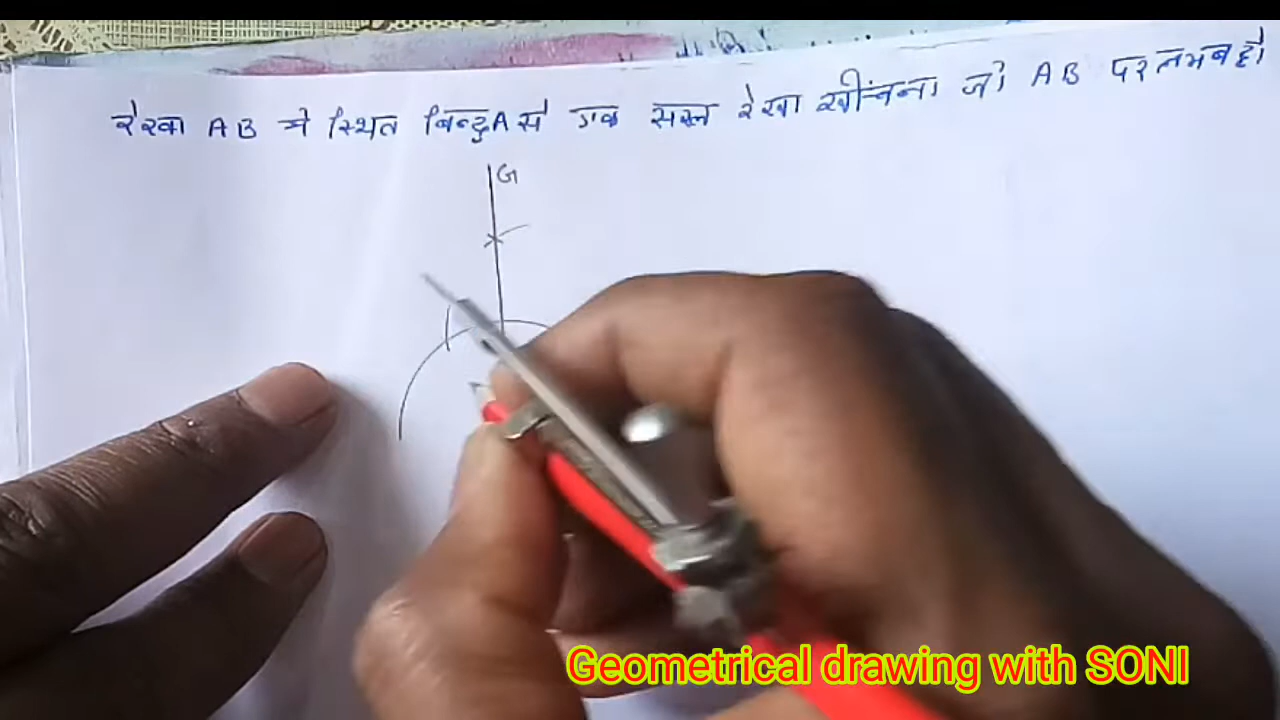 रेखा AB में स्थित बिन्दु A से एक सरल रेखा खींचना जो AB पर लम्ब हो
G
Geometrical drawing with SONI